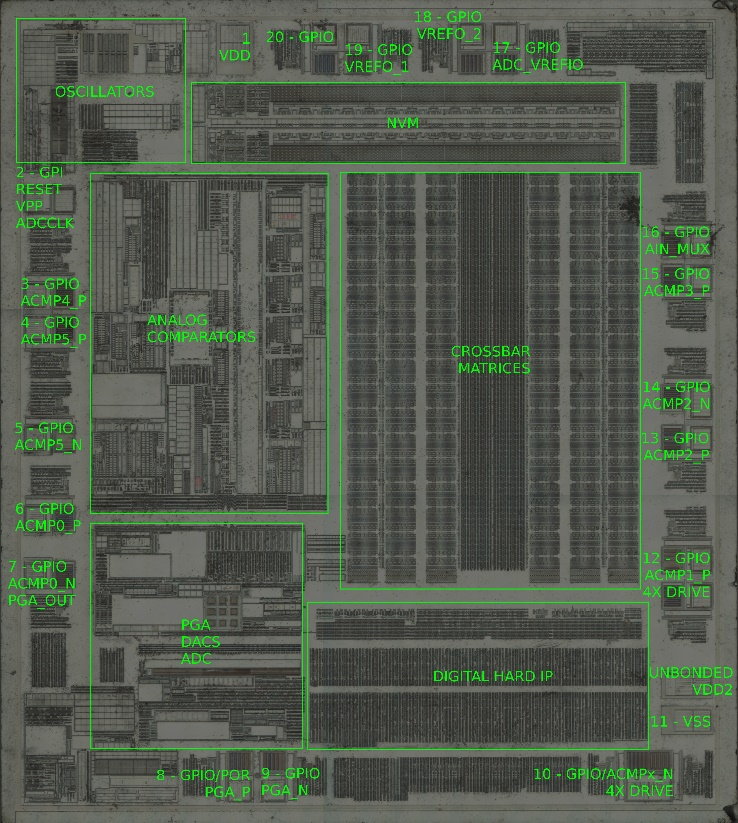 18 - GPIO
VREFO_2
1
VDD
20 - GPIO
19 - GPIO
VREFO_1
17 - GPIO
ADC_VREFIO
OSCILLATORS
NVM
2 - GPI
RESET
VPP
ADCCLK
16 - GPIO
AIN_MUX
15 - GPIO
ACMP3_P
3 - GPIO
ACMP4_P
4 - GPIO
ACMP5_P
ANALOG
COMPARATORS
CROSSBAR
MATRICES
14 - GPIO
ACMP2_N
13 - GPIO
ACMP2_P
5 - GPIO
ACMP5_N
6 - GPIO
ACMP0_P
7 - GPIO
ACMP0_N
PGA_OUT
12 - GPIO
ACMP1_P
4X DRIVE
PGA
DACS
ADC
DIGITAL HARD IP
UNBONDED
VDD2
11 - VSS
8 - GPIO/POR
PGA_P
9 - GPIO
PGA_N
10 - GPIO/ACMPx_N
4X DRIVE